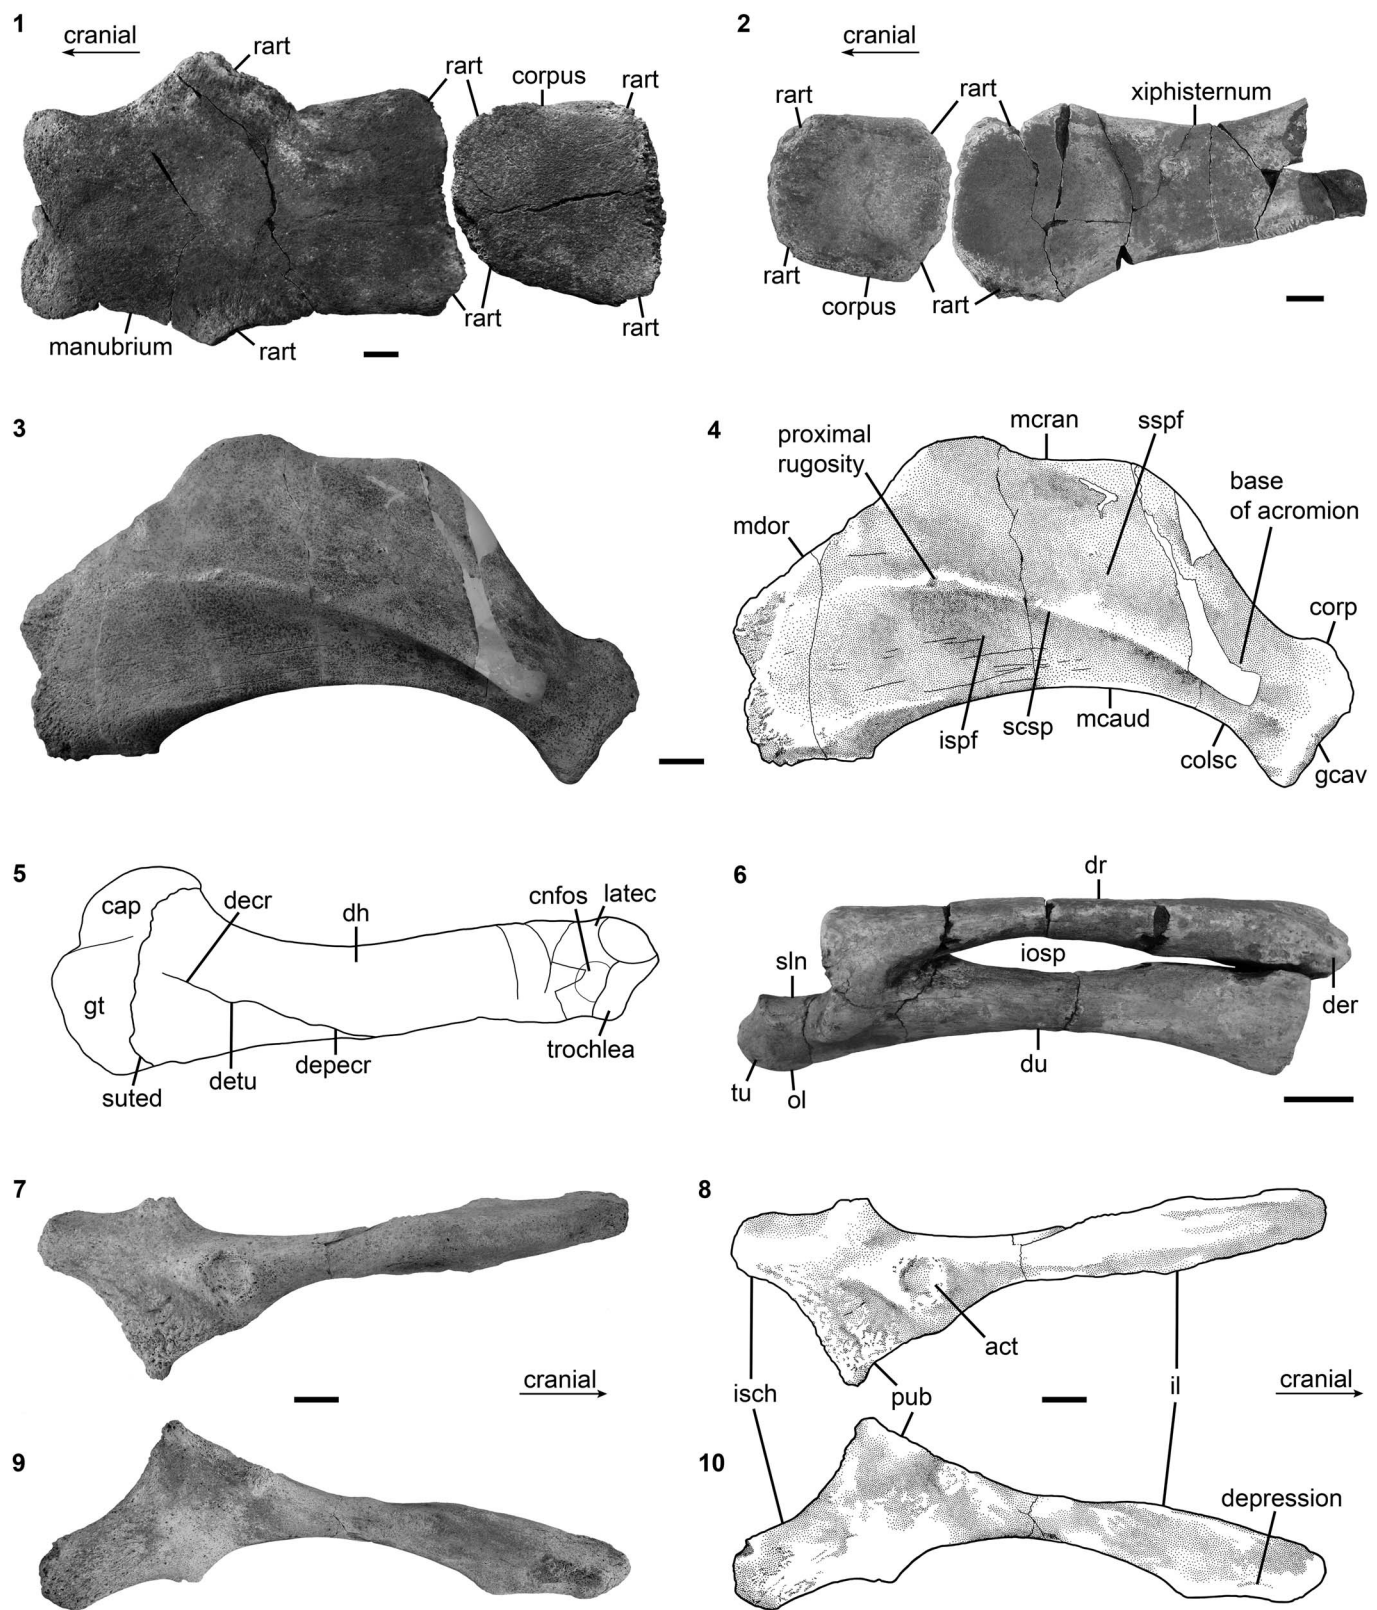 1
cranial
rart
rart
corpus
rart
manubrium
rart
rart
rart
2
cranial
rart
rart
xiphisternum
rart
corpus
rart
3
4
proximal
rugosity
mcran
sspf
base
of acromion
mdor
corp
ispf
scsp
mcaud
colsc
gcav
5
cap
decr
dh
cnfos
latec
gt
suted
detu
depecr
trochlea
6
dr
sln
iosp
der
tu
ol
du
7
cranial
8
act
isch
pub
il
cranial
9
10
depression